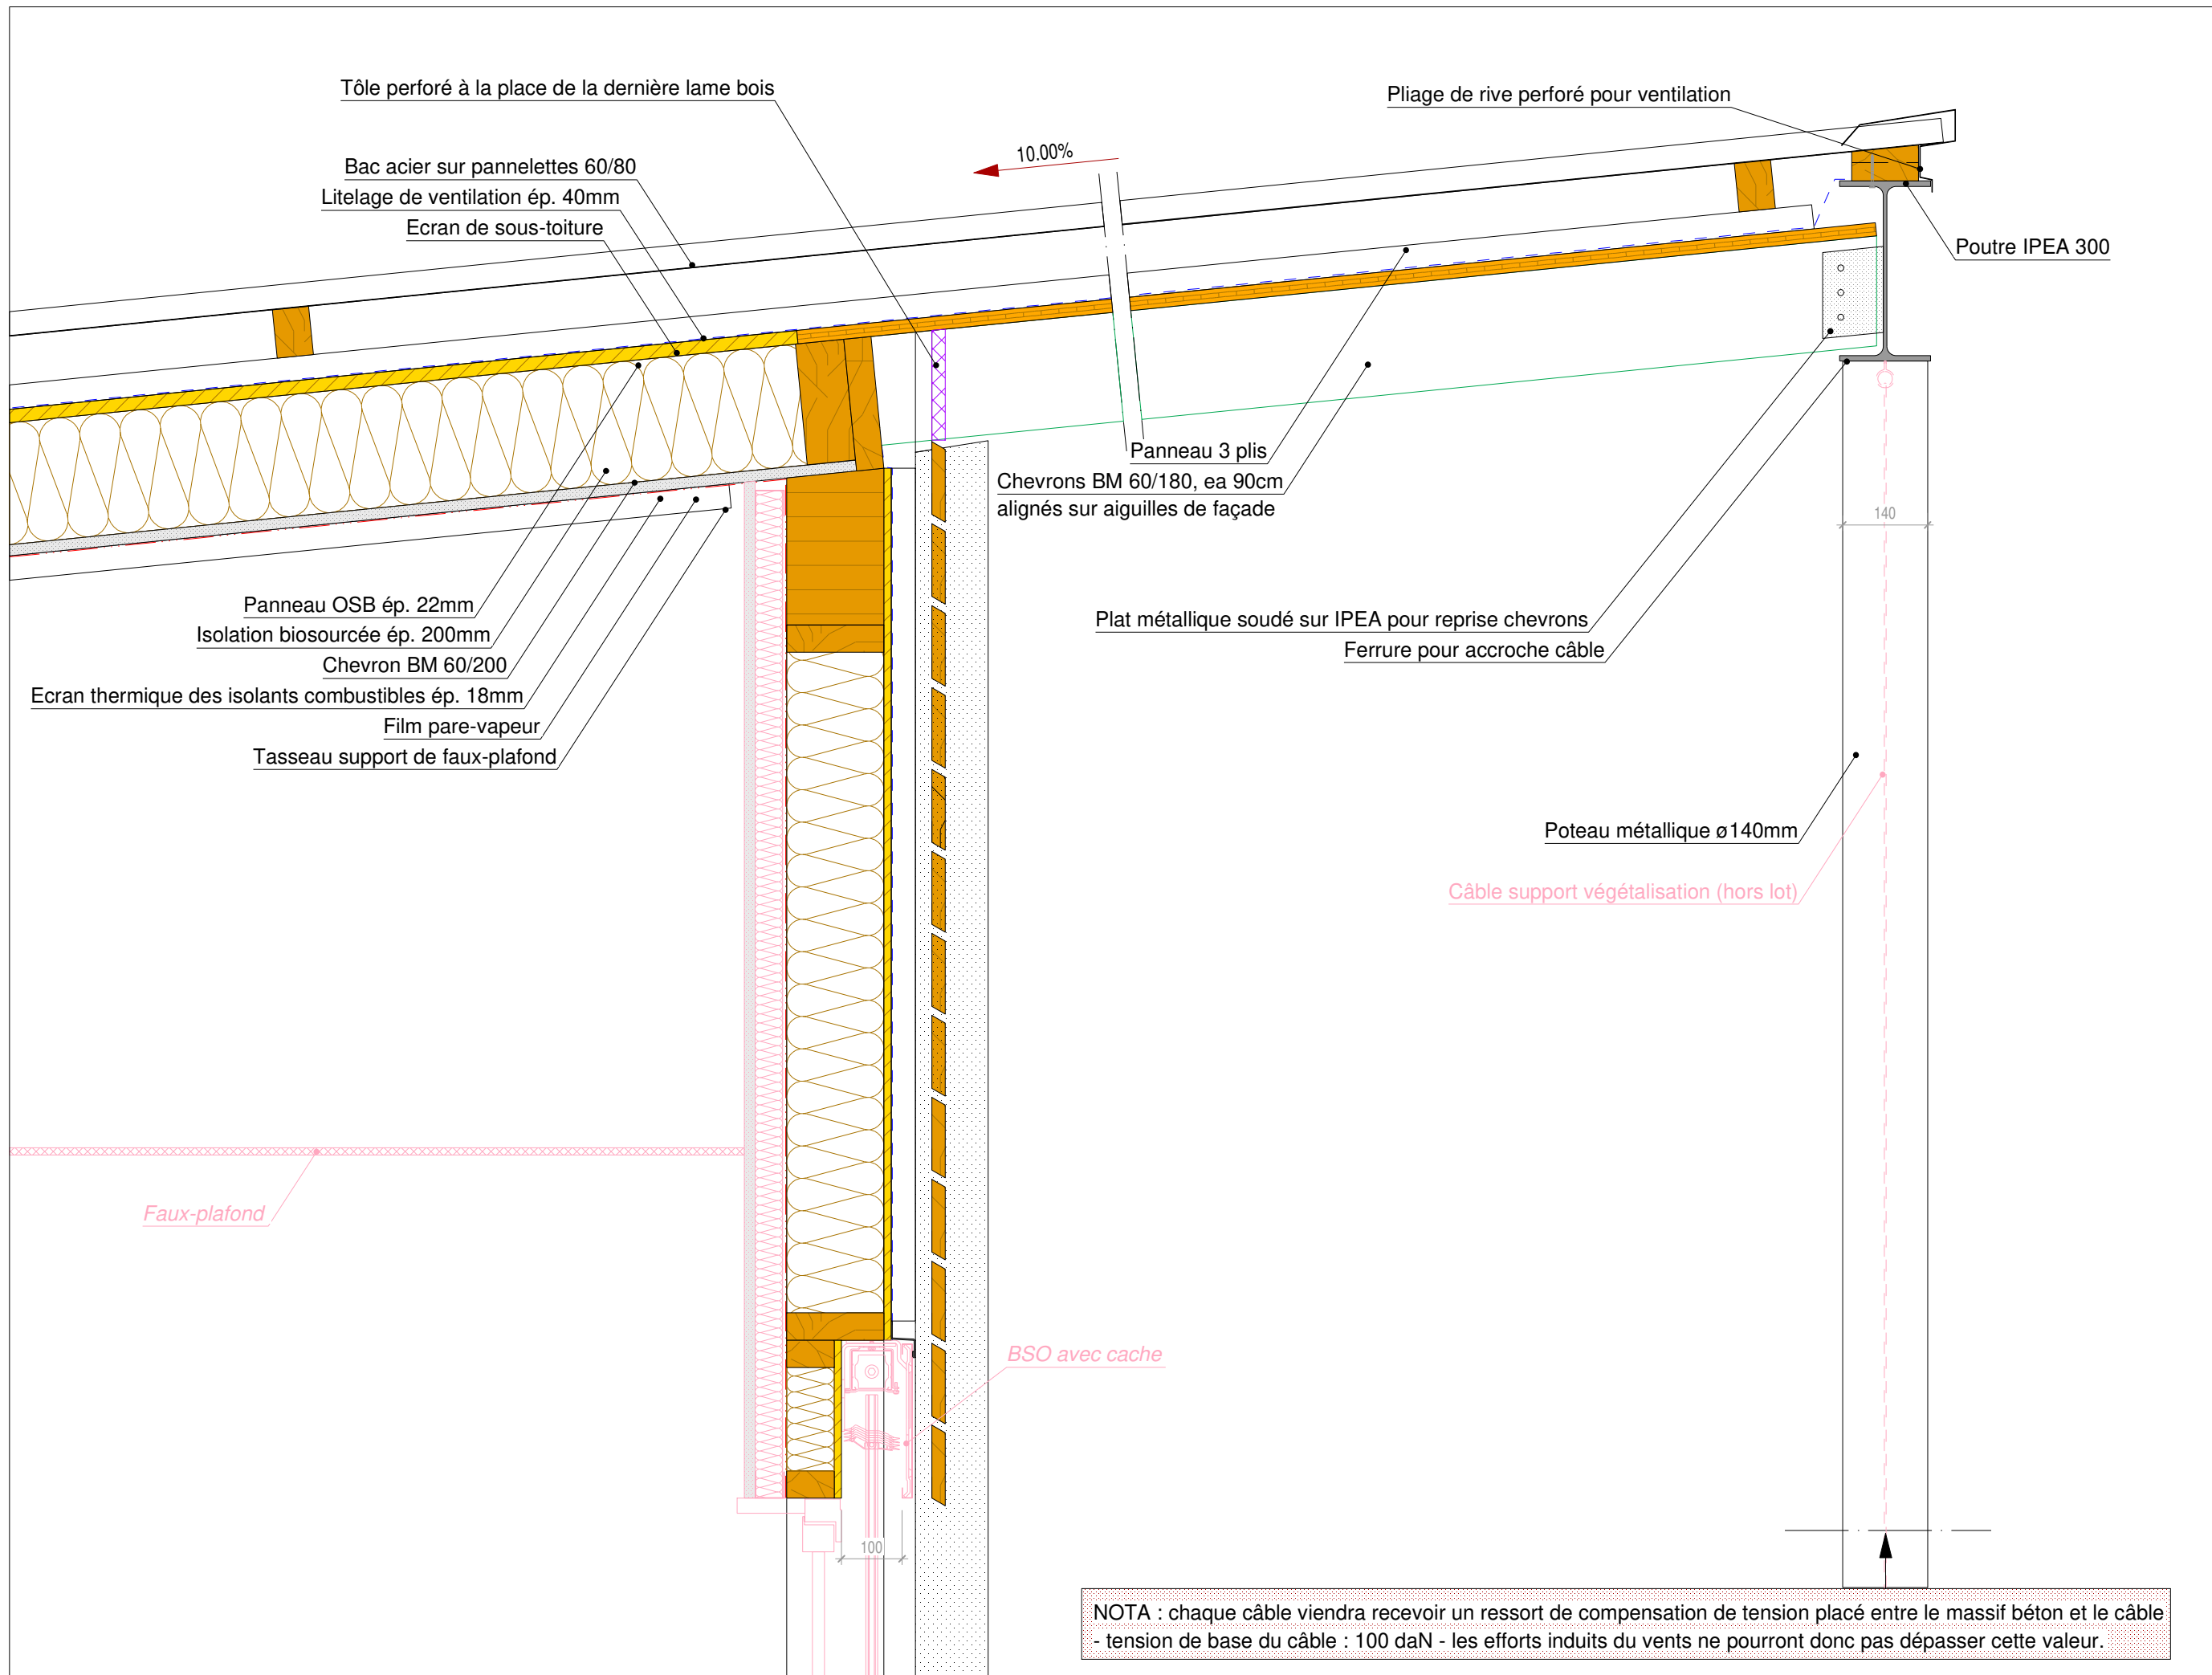 Tôle perforé à la place de la dernière lame bois
Pliage de rive perforé pour ventilation
10.00%
Bac acier sur pannelettes 60/80
Litelage de ventilation ép. 40mm
Ecran de sous-toiture
Poutre IPEA 300
Panneau 3 plis
Chevrons BM 60/180, ea 90cm
alignés sur aiguilles de façade
140
Panneau OSB ép. 22mm
Isolation biosourcée ép. 200mm
Chevron BM 60/200
Ecran thermique des isolants combustibles ép. 18mm
Film pare-vapeur
Tasseau support de faux-plafond
Plat métallique soudé sur IPEA pour reprise chevrons
Ferrure pour accroche câble
Poteau métallique ø140mm
Câble support végétalisation (hors lot)
Faux-plafond
BSO avec cache
100
NOTA : chaque câble viendra recevoir un ressort de compensation de tension placé entre le massif béton et le câble
- tension de base du câble : 100 daN - les efforts induits du vents ne pourront donc pas dépasser cette valeur.